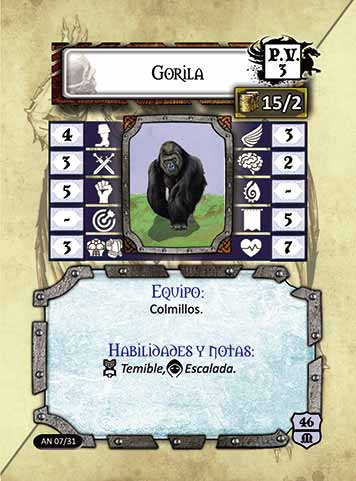 Gorila
P.V.
3
15/2
4 3
3 2
5 -
- 5
3 7
Equipo:
Colmillos.
Habilidades y notas:
Temible, Escalada.
46
M
AN 07/31